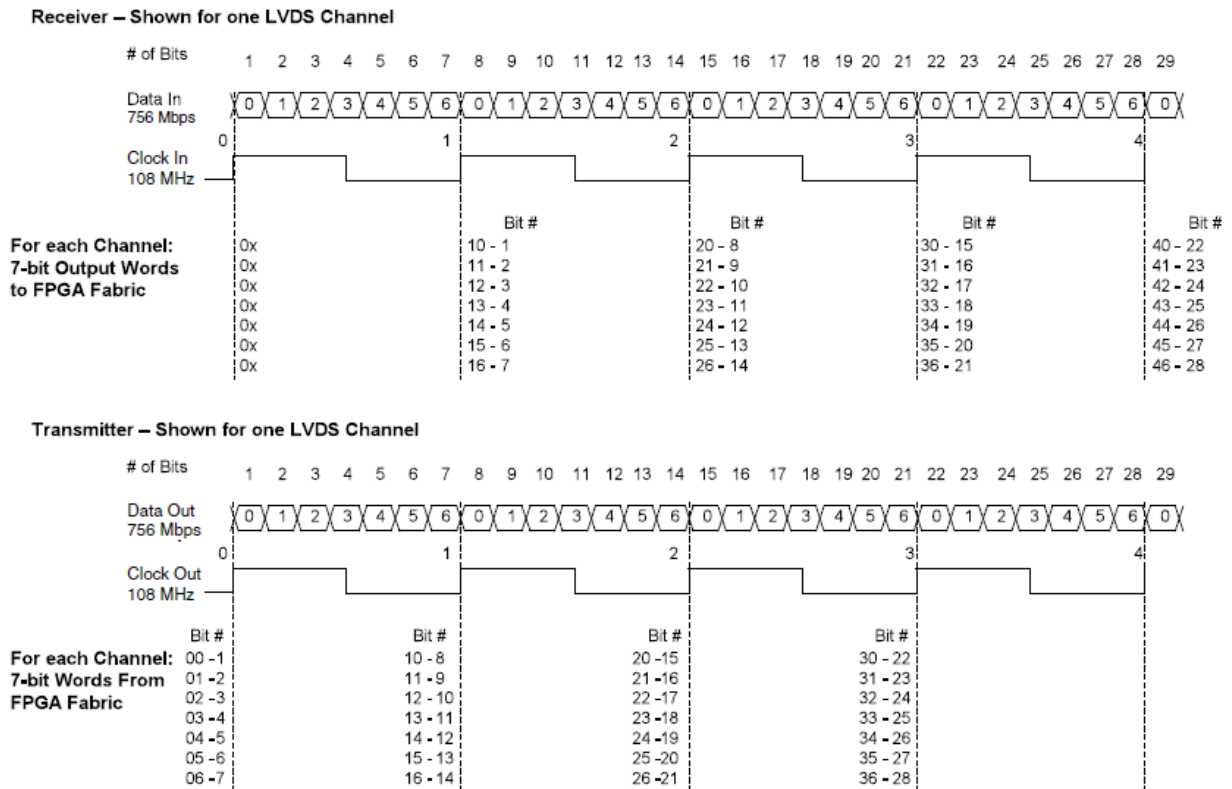 Receiver – Shown for one LVDS Channel
# of Bits 1 2 3 4 5 6 7 8 9 10 11 12 13 14 15 16 17 18 19 20 21 22 23 24 25 26 27 28 29
Data In 0 1 2 3 4 5 6 0 1 2 3 4 5 6 0 1 2 3 4 5 6 0 1 2 3 4 5 6 0
756 Mbps
0 1 2 3 4
Clock In
108 MHz
Bit # Bit # Bit # Bit #
For each Channel: 0x 10 - 1 20 - 8 30 - 15 40 - 22
7-bit Output Words 0x 11 - 2 21 - 9 31 - 16 41 - 23
to FPGA Fabric 0x 12 - 3 22 - 10 32 - 17 42 - 24
0x 13 - 4 23 - 11 33 - 18 43 - 25
0x 14 - 5 24 - 12 34 - 19 44 - 26
0x 15 - 6 25 - 13 35 - 20 45 - 27
0x 16 - 7 26 - 14 36 - 21 46 - 28
Transmitter – Shown for one LVDS Channel
# of Bits 1 2 3 4 5 6 7 8 9 10 11 12 13 14 15 16 17 18 19 20 21 22 23 24 25 26 27 28 29
Data Out 0 1 2 3 4 5 6 0 1 2 3 4 5 6 0 1 2 3 4 5 6 0 1 2 3 4 5 6 0
756 Mbps
0 1 2 3 4
Clock Out
108 MHz
Bit # Bit # Bit # Bit #
For each Channel: 00 -1 10 - 8 20 -15 30 - 22
7-bit Words From 01 -2 11 - 9 21 -16 31 - 23
FPGA Fabric 02 -3 12 - 10 22 -17 32 - 24
03 -4 13 - 11 23 -18 33 - 25
04 -5 14 - 12 24 -19 34 - 26
05 -6 15 - 13 25 -20 35 - 27
06 -7 16 - 14 26 -21 36 - 28